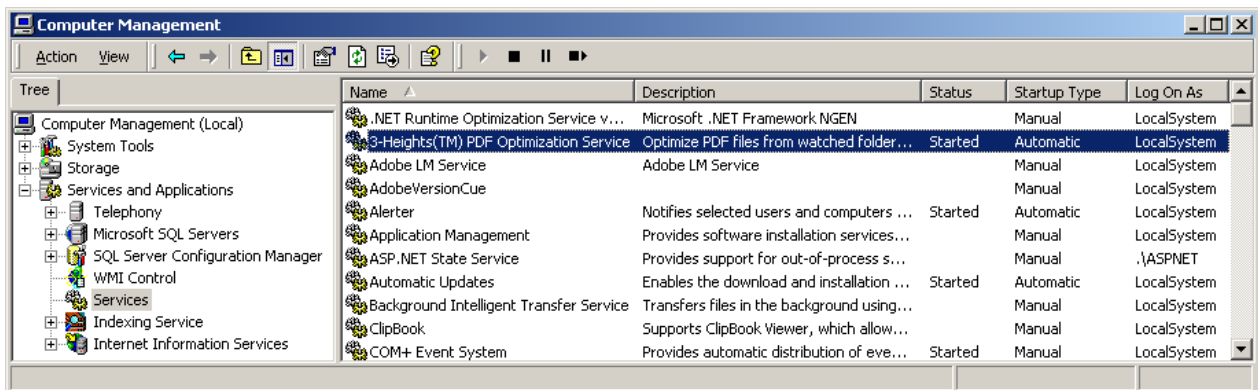 Computer Management
Action View
Tree
Name Description Status Startup Type Log On As
Computer Management (Local)
System Tools
Storage
Services and Applications
Telephony
Microsoft SQL Servers
SQL Server Configuration Manager
WMI Control
Services
Indexing Service
Internet Information Services
.NET Runtime Optimization Service v... Microsoft .NET Framework NGEN Manual LocalSystem
3-Heights(TM) PDF Optimization Service Optimize PDF files from watched folder... Started Automatic LocalSystem
Adobe LM Service Adobe LM Service Manual LocalSystem
AdobeVersionCue Manual LocalSystem
Alerter Notifies selected users and computers ... Started Automatic LocalSystem
Application Management Provides software installation services... Manual LocalSystem
ASP.NET State Service Provides support for out-of-process s... Manual .\ASPNET
Automatic Updates Enables the download and installation ... Started Automatic LocalSystem
Background Intelligent Transfer Service Transfers files in the background using... Manual LocalSystem
ClipBook Supports ClipBook Viewer, which allow... Manual LocalSystem
COM+ Event System Provides automatic distribution of eve... Started Manual LocalSystem